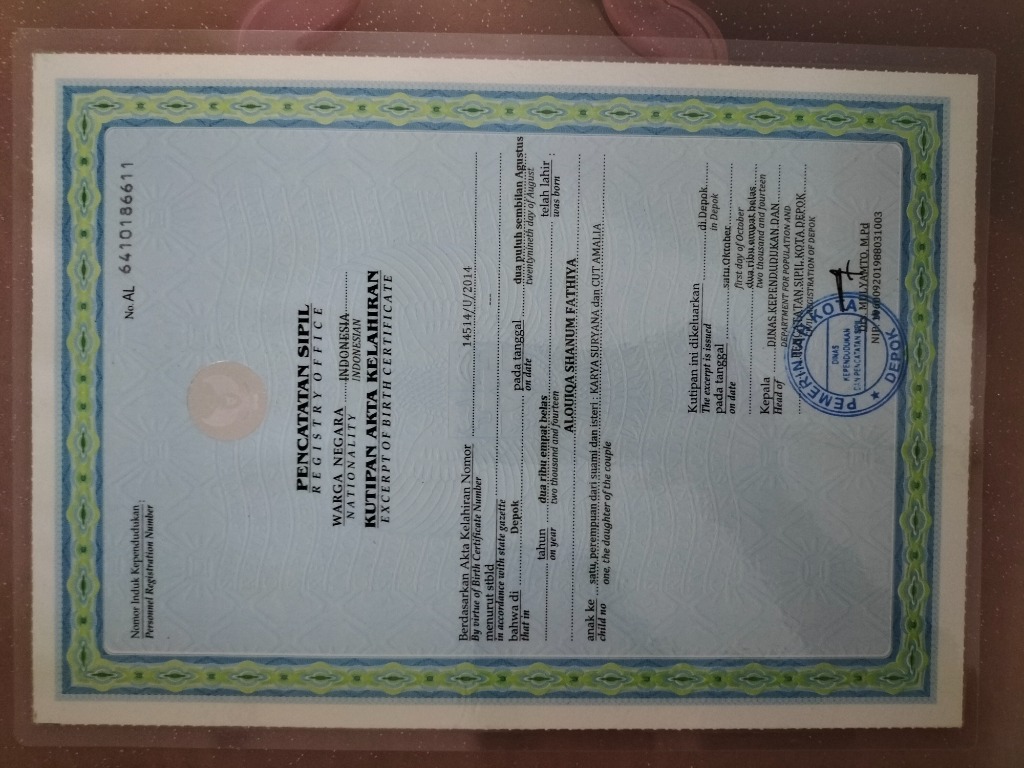 No. AL 6410186611
Nomor Induk Kependudukan :
Personnel Registration Number
PENCATATAN SIPIL
REGISTRY OFFICE
WARGA NEGARA INDONESIA
NATIONALITY INDONESIAN
KUTIPAN AKTA KELAHIRAN
EXCERPT OF BIRTH CERTIFICATE
Berdasarkan Akta Kelahiran Nomor 14514/U/2014
By virtue of Birth Certificate Number
menurut stbld ---
in accordance with state gazette
bahwa di Depok pada tanggal dua puluh sembilan Agustus
that in on date twentynineth day of August
tahun dua ribu empat belas telah lahir :
on year two thousand and fourteen was born
ALOUIQA SHANUM FATHIYA
anak ke satu, perempuan dari suami dan isteri : KARYA SURYANA dan CUT AMALIA
child no one, the daughter of the couple
Kutipan ini dikeluarkan di Depok
The excerpt is issued in Depok
pada tanggal satu Oktober
on date first day of October
dua ribu empat belas
two thousand and fourteen
Kepala DINAS KEPENDUDUKAN DAN
Head of DEPARTMENT FOR POPULATION AND
SIPIL KOTA DEPOK
REGISTRATION OF DEPOK
PEMERINTAH KOTA
DINAS
KEPENDUDUKAN
DAN PENCATATAN
DEPOK
MULYAMTO, M.Pd
NIP.